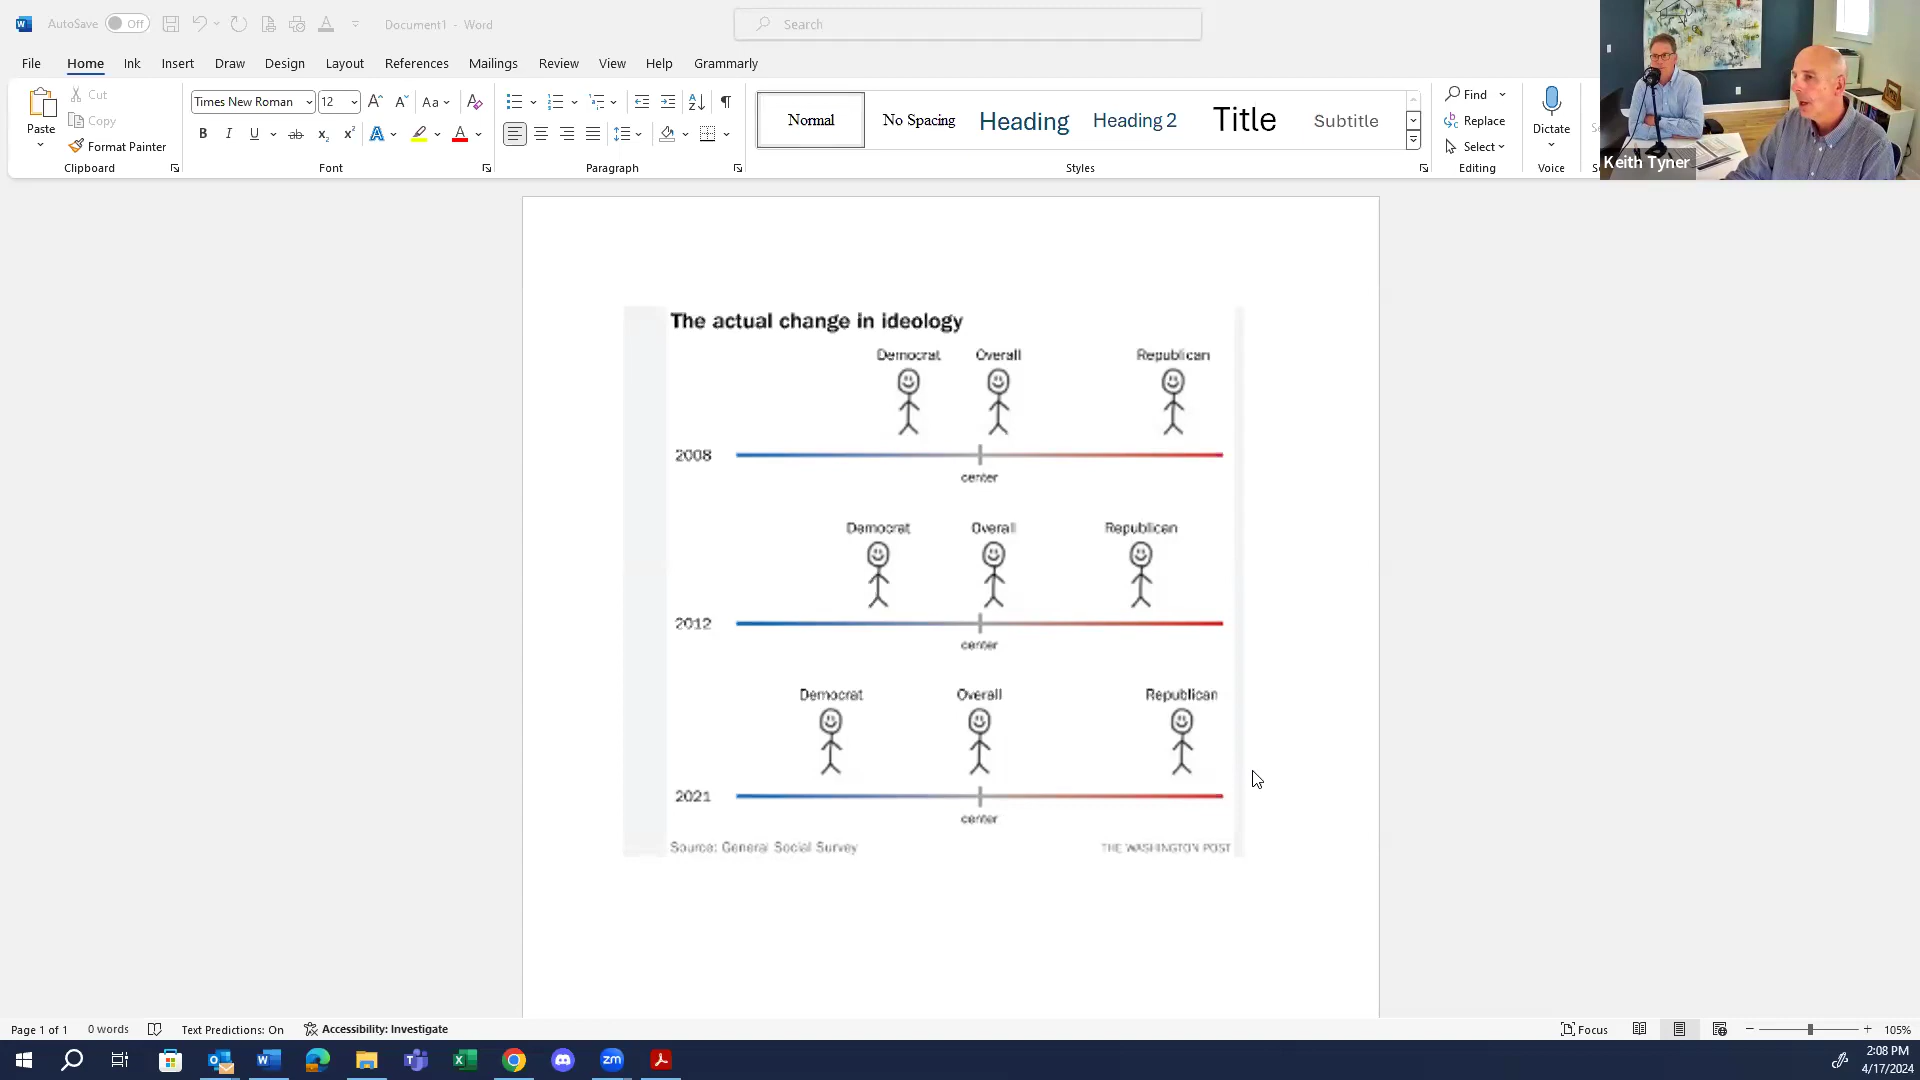 AutoSave Off Document1 - Word Search
File Home Ink Insert Draw Design Layout References Mailings Review View Help Grammarly
Paste Cut Copy Format Painter
Times New Roman 12 Aa
B I U ab x₂ x² A A
Normal No Spacing Heading Heading 2 Title Subtitle
Find Replace Select
Dictate
Clipboard Font Paragraph Styles Editing Voice
Keith Tyner
The actual change in ideology
Democrat Overall Republican
2008
center
Democrat Overall Republican
2012
center
Democrat Overall Republican
2021
center
Source: General Social Survey THE WASHINGTON POST
Page 1 of 1 0 words Text Predictions: On Accessibility: Investigate Focus 105%
2:08 PM
4/17/2024